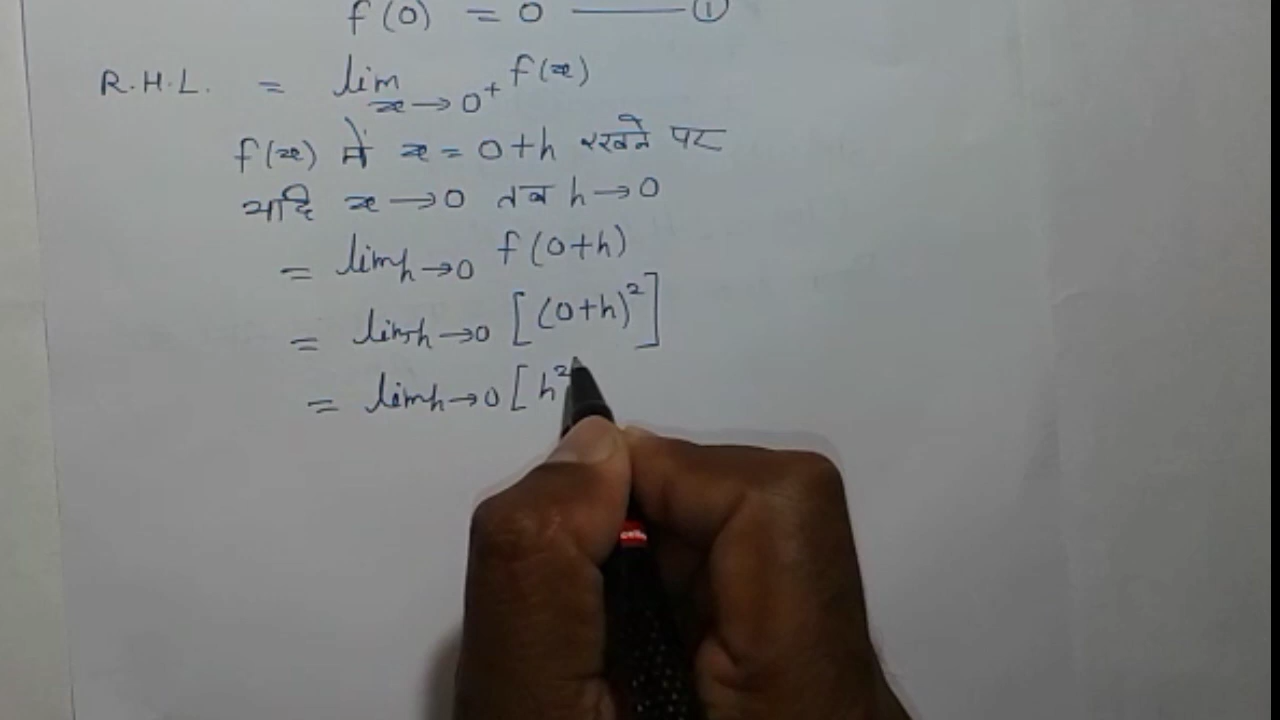 f(0) = 0 —— ①
R.H.L. = lim x→0⁺ f(x)
f(x) में x = 0+h रखने पर
यदि x → 0 तब h → 0
= lim h→0 f(0+h)
= lim h→0 [(0+h)²]
= lim h→0 [h²